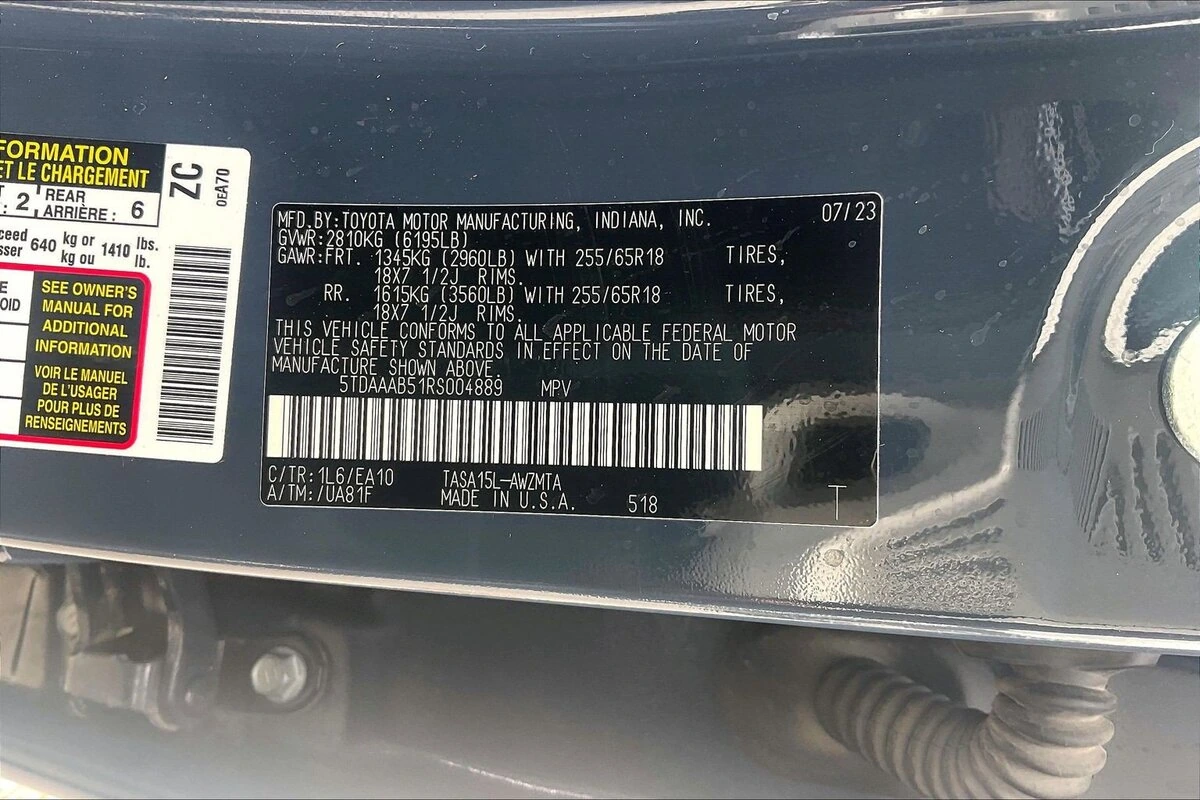 FORMATION
ET LE CHARGEMENT
: 2 REAR ARRIÈRE : 6
640 kg or kg ou 1410 lbs. lb.
SEE OWNER'S
MANUAL FOR
ADDITIONAL
INFORMATION
VOIR LE MANUEL
DE L'USAGER
POUR PLUS DE
RENSEIGNEMENTS
ZC
0EA70
MFD.BY:TOYOTA MOTOR MANUFACTURING, INDIANA, INC. 07/23
GVWR:2810KG (6195LB)
GAWR:FRT. 1345KG (2960LB) WITH 255/65R18 TIRES,
18X7 1/2J RIMS.
RR. 1615KG (3560LB) WITH 255/65R18 TIRES,
18X7 1/2J RIMS.
THIS VEHICLE CONFORMS TO ALL APPLICABLE FEDERAL MOTOR
VEHICLE SAFETY STANDARDS IN EFFECT ON THE DATE OF
MANUFACTURE SHOWN ABOVE.
5TDAAAB51RS004889 MPV
C/TR:1L6/EA10 TASA15L-AWZMTA
A/TM:/UA81F MADE IN U.S.A. 518 T